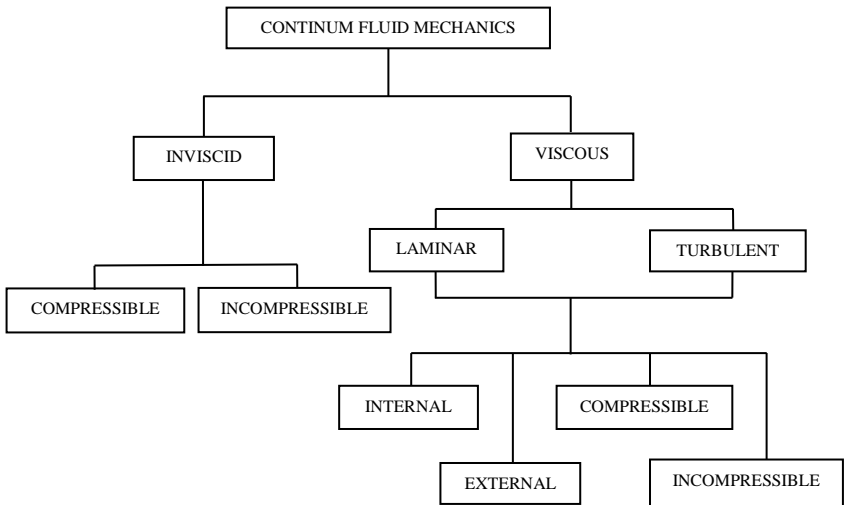 CONTINUM FLUID MECHANICS
INVISCID
VISCOUS
LAMINAR
TURBULENT
COMPRESSIBLE
INCOMPRESSIBLE
INTERNAL
COMPRESSIBLE
EXTERNAL
INCOMPRESSIBLE